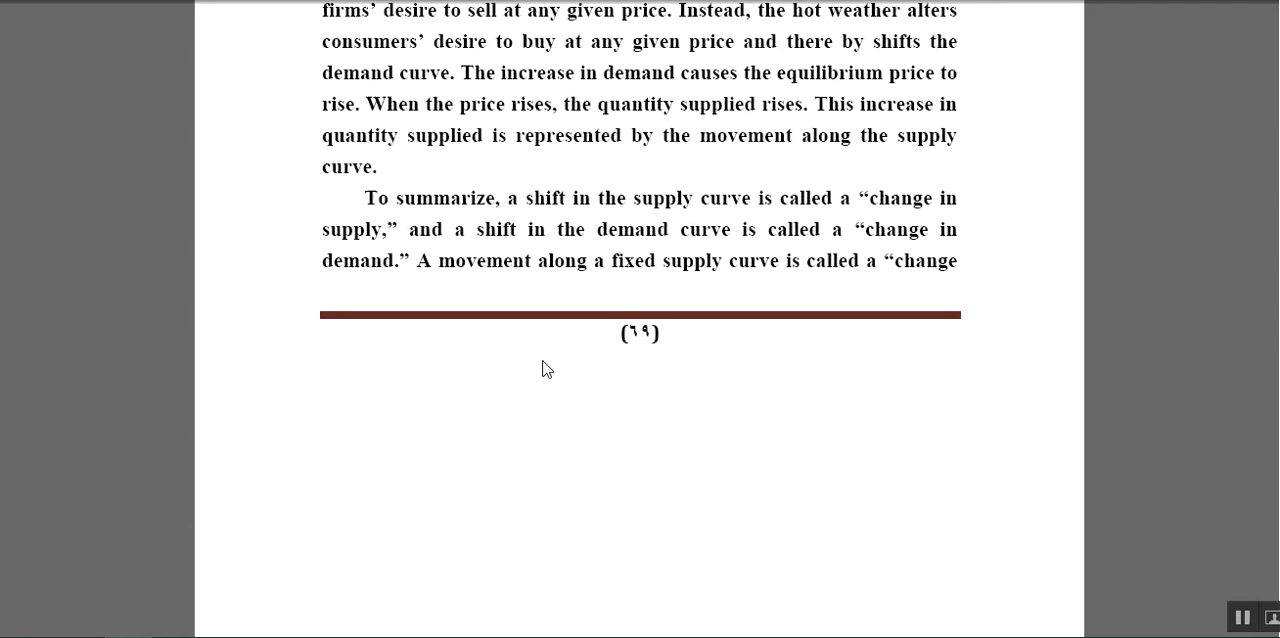 firms’ desire to sell at any given price. Instead, the hot weather alters
consumers’ desire to buy at any given price and there by shifts the
demand curve. The increase in demand causes the equilibrium price to
rise. When the price rises, the quantity supplied rises. This increase in
quantity supplied is represented by the movement along the supply
curve.
To summarize, a shift in the supply curve is called a “change in
supply,” and a shift in the demand curve is called a “change in
demand.” A movement along a fixed supply curve is called a “change
(٦٩)